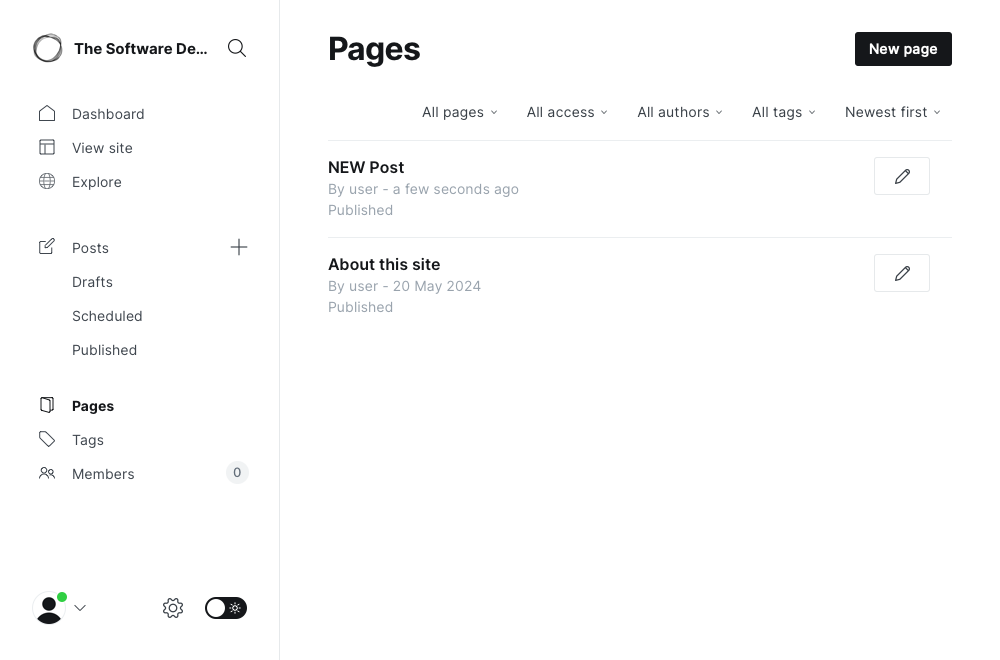 The Software De...
Dashboard
View site
Explore
Posts
Drafts
Scheduled
Published
Pages
Tags
Members
0
Pages
New page
All pages
All access
All authors
All tags
Newest first
NEW Post
By user - a few seconds ago
Published
About this site
By user - 20 May 2024
Published